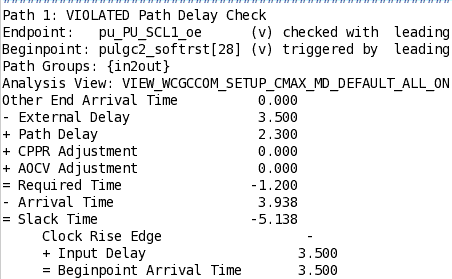 Path 1: VIOLATED Path Delay Check
Endpoint:   pu_PU_SCL1_oe      (v) checked with  leading
Beginpoint: pulgc2_softrst[28] (v) triggered by  leading
Path Groups: {in2out}
Analysis View: VIEW_WCGCCOM_SETUP_CMAX_MD_DEFAULT_ALL_ON
Other End Arrival Time          0.000
- External Delay                3.500
+ Path Delay                    2.300
+ CPPR Adjustment               0.000
+ AOCV Adjustment               0.000
= Required Time                -1.200
- Arrival Time                  3.938
= Slack Time                   -5.138
     Clock Rise Edge                  -
     + Input Delay                   3.500
     = Beginpoint Arrival Time       3.500